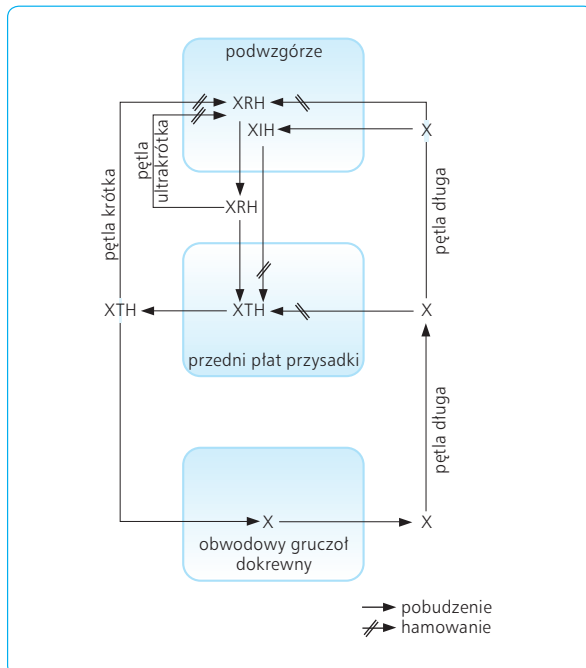 podwzgórze
XRH
XIH
X
pętla
ultrakrótka
pętla krótka
pętla długa
XRH
XTH
XTH
X
przedni płat przysadki
pętla długa
X
X
obwodowy gruczoł
dokrewny
pobudzenie
hamowanie